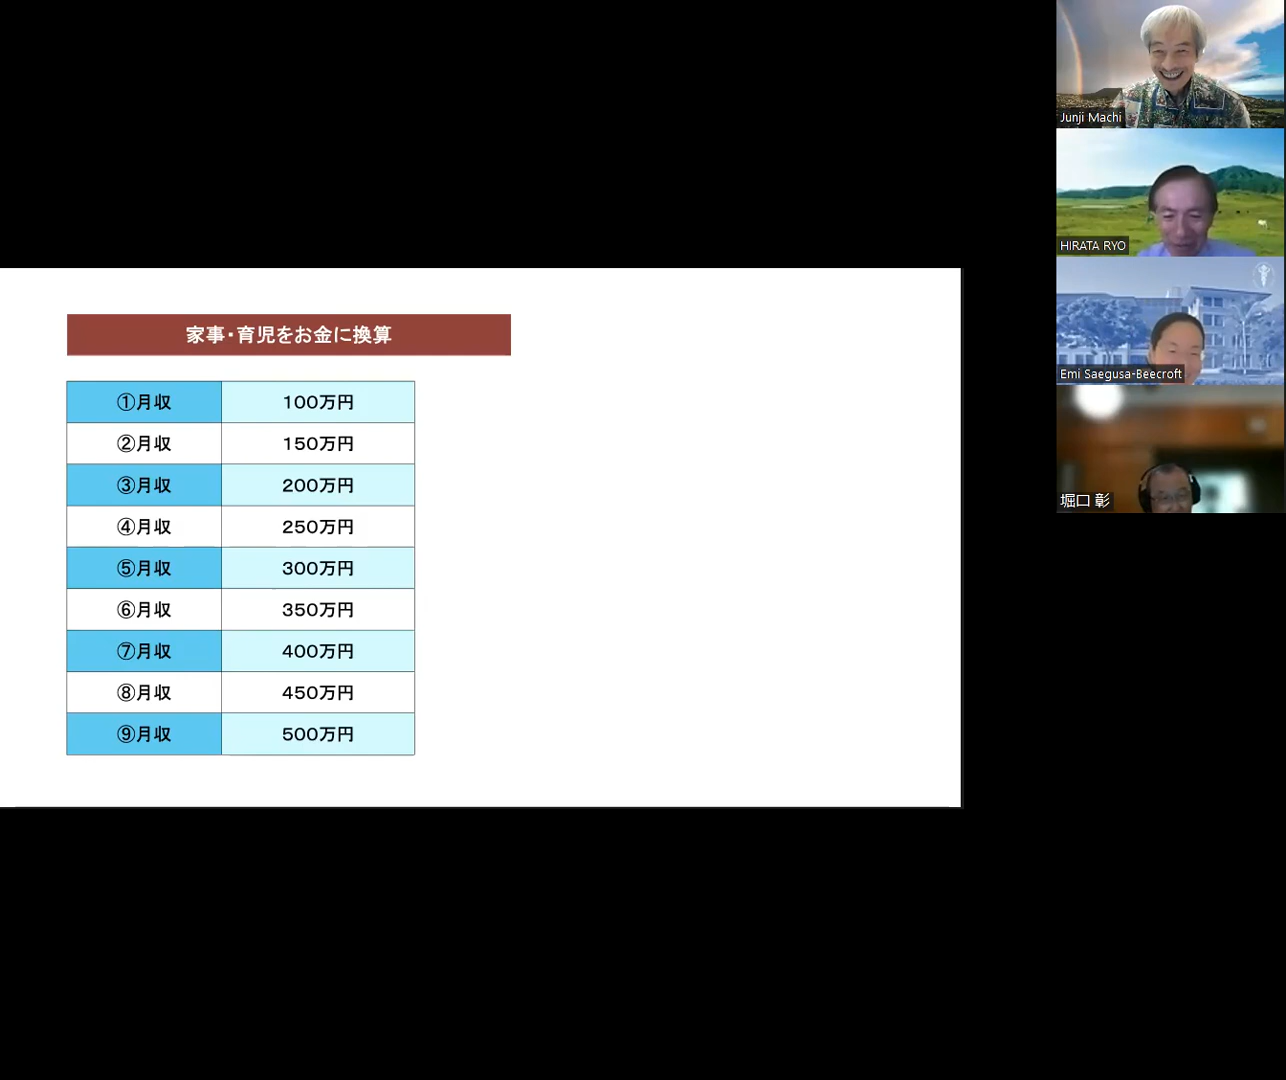 家事・育児をお金に換算
①月収 100万円
②月収 150万円
③月収 200万円
④月収 250万円
⑤月収 300万円
⑥月収 350万円
⑦月収 400万円
⑧月収 450万円
⑨月収 500万円
Junji Machi
HIRATA RYO
Emi Saegusa-Beecroft
堀口 彰